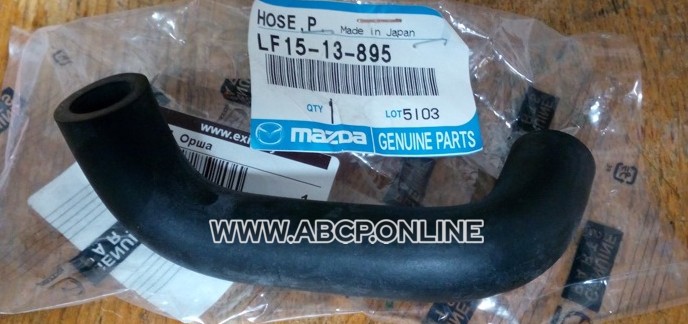 HOSE, P
Made in Japan
LF15-13-895
QTY 1 LOT 5103
mazda GENUINE PARTS
www.exi
Орша
WWW.ABCP.ONLINE